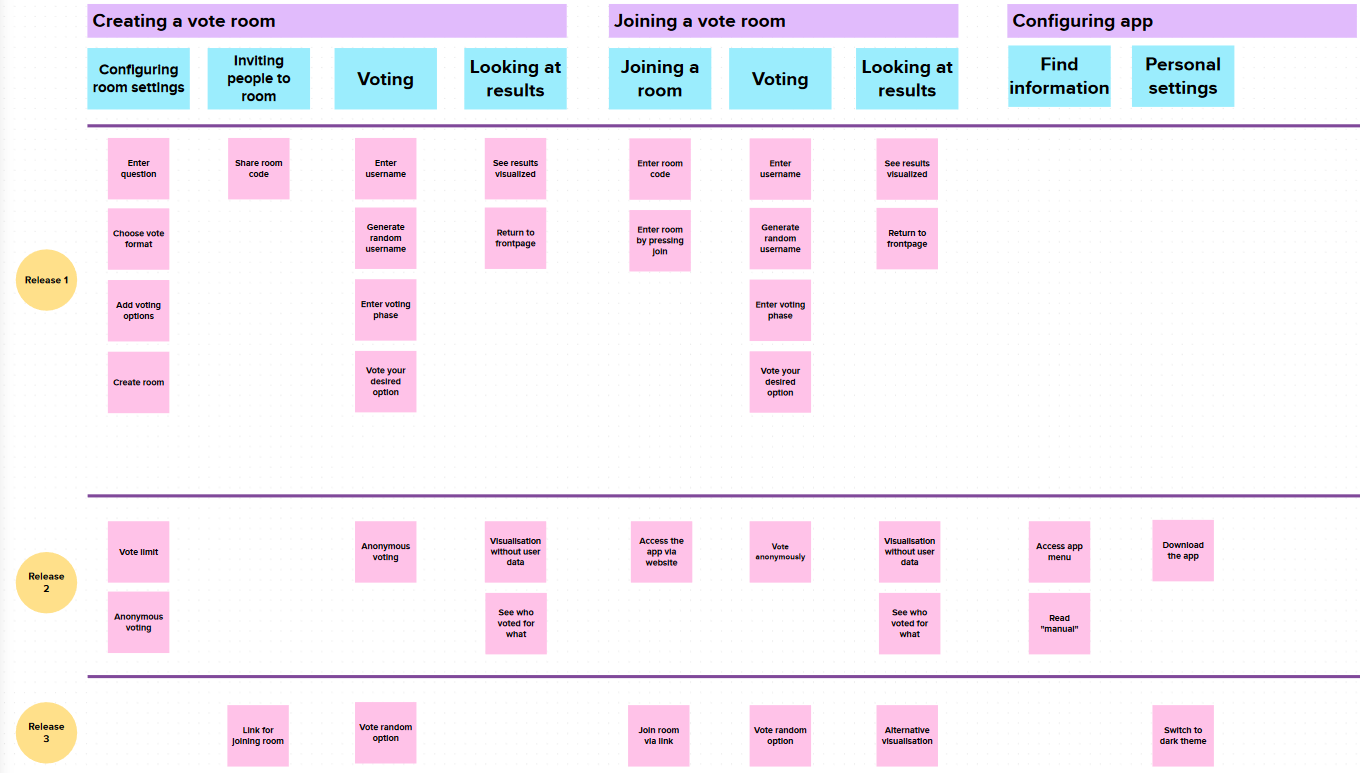 Creating a vote room
Joining a vote room
Configuring app
Configuring
room settings
Inviting
people to
room
Voting
Looking at
results
Joining a
room
Voting
Looking at
results
Find
information
Personal
settings
Release 1
Enter
question
Share room
code
Enter
username
See results
visualized
Enter room
code
Enter
username
See results
visualized
Choose vote
format
Generate
random
username
Return to
frontpage
Enter room
by pressing
join
Generate
random
username
Return to
frontpage
Add voting
options
Enter voting
phase
Enter voting
phase
Create room
Vote your
desired
option
Vote your
desired
option
Release
2
Vote limit
Anonymous
voting
Visualisation
without user
data
Access the
app via
website
Vote
anonymously
Visualisation
without user
data
Access app
menu
Download
the app
Anonymous
voting
See who
voted for
what
See who
voted for
what
Read
"manual"
Release
3
Link for
joining room
Vote random
option
Join room
via link
Vote random
option
Alternative
visualisation
Switch to
dark theme